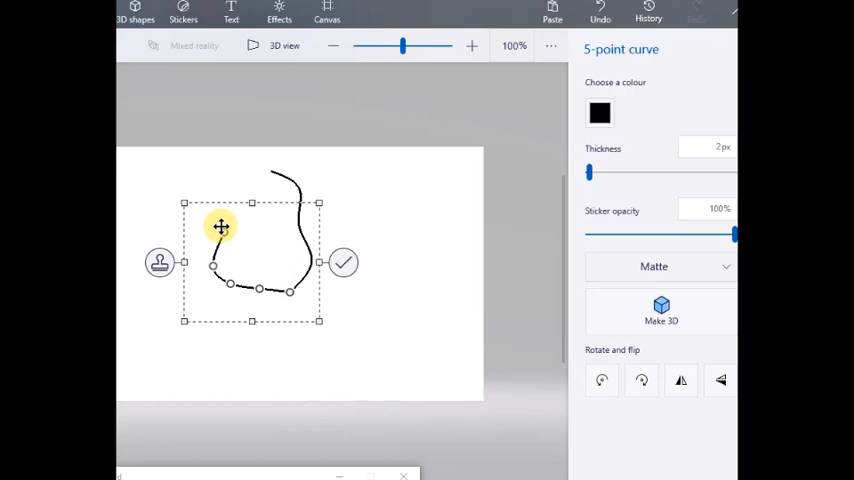 3D shapes Stickers Text Effects Canvas Paste Undo History Redo
Mixed reality 3D view 100%
5-point curve
Choose a colour
Thickness 2px
Sticker opacity 100%
Matte
Make 3D
Rotate and flip